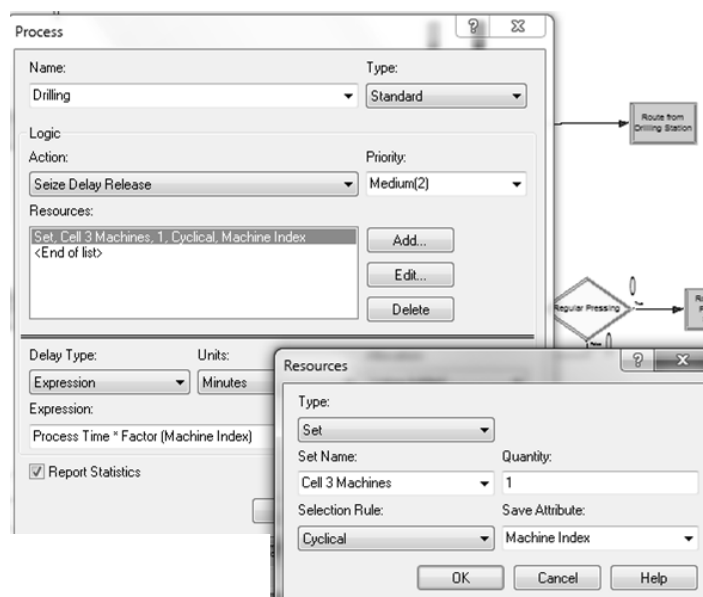 Process
Name:
Type:
Drilling
Standard
Logic
Action:
Priority:
Seize Delay Release
Medium(2)
Resources:
Set, Cell 3 Machines, 1, Cyclical, Machine Index
<End of list>
Add...
Edit...
Delete
Delay Type:
Units:
Expression
Minutes
Expression:
Process Time * Factor (Machine Index)
Report Statistics
Route from
Drilling Station
Regular Pressing
Resources
Type:
Set
Set Name:
Quantity:
Cell 3 Machines
1
Selection Rule:
Save Attribute:
Cyclical
Machine Index
OK
Cancel
Help